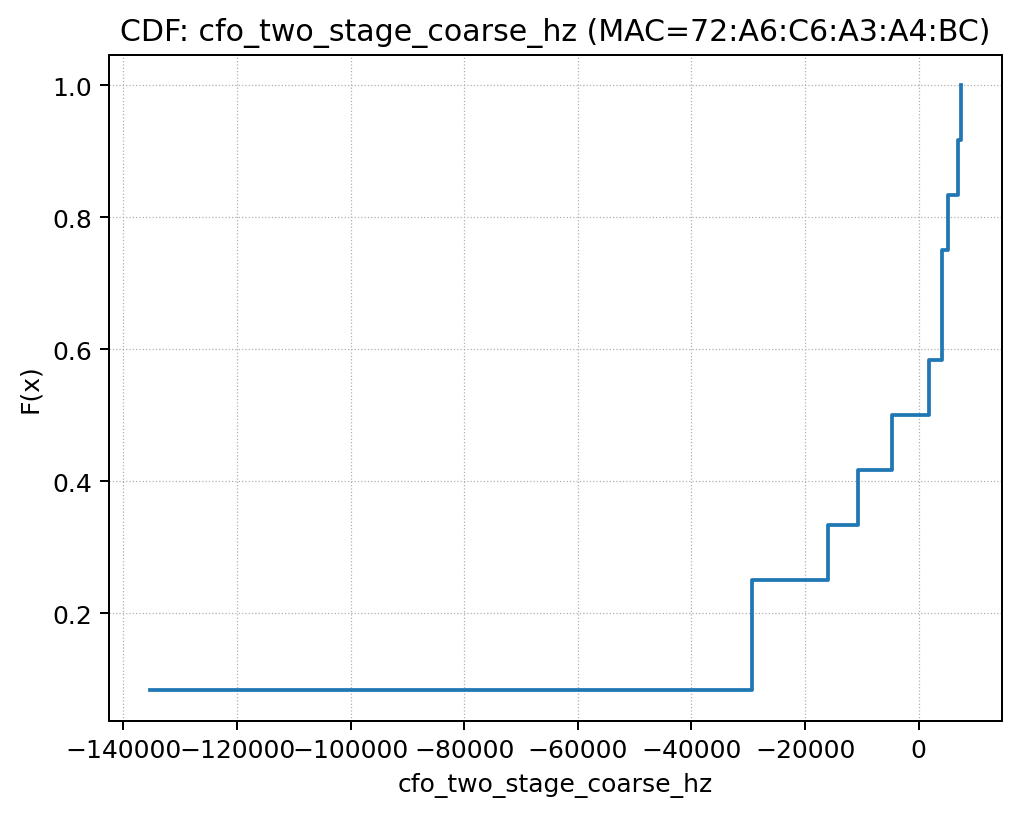 CDF: cfo_two_stage_coarse_hz (MAC=72:A6:C6:A3:A4:BC)
1.0
0.8
0.6
0.4
0.2
F(x)
−140000 −120000 −100000 −80000 −60000 −40000 −20000 0
cfo_two_stage_coarse_hz